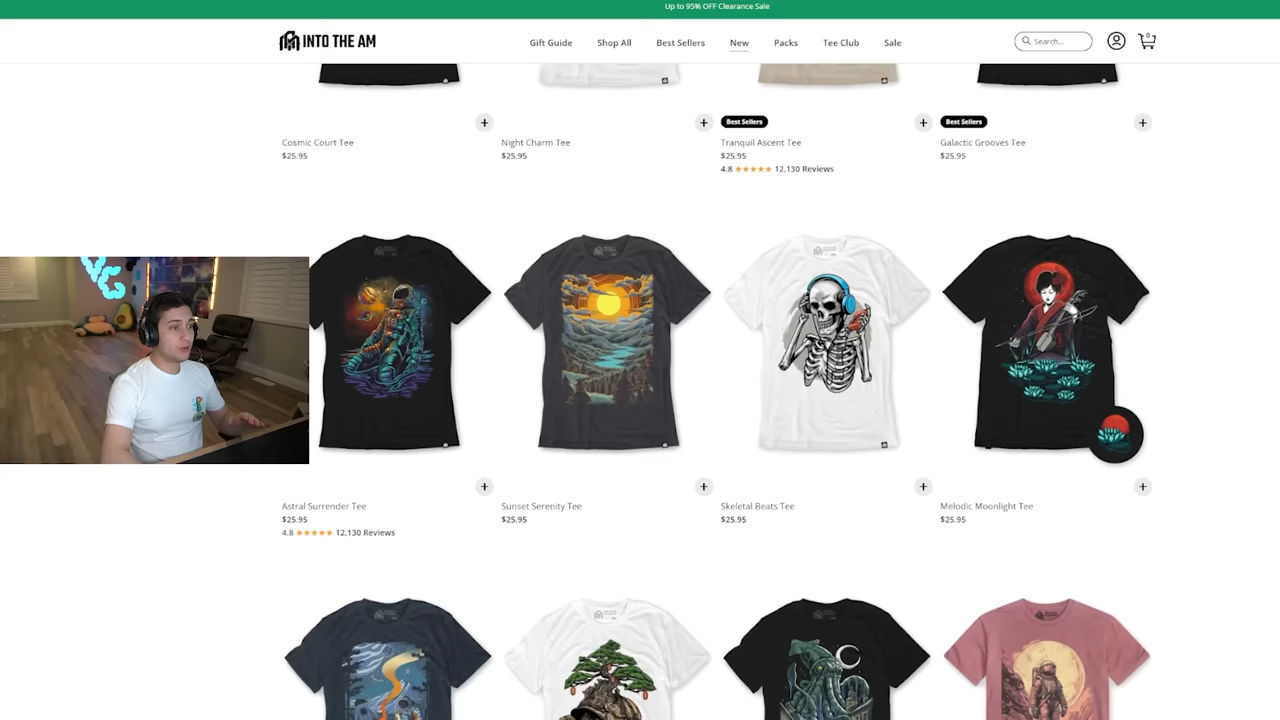 Up to 95% OFF Clearance Sale
INTO THE AM
Gift Guide
Shop All
Best Sellers
New
Packs
Tee Club
Sale
Search...
0
Best Sellers
Best Sellers
Cosmic Court Tee
$25.95
Night Charm Tee
$25.95
Tranquil Ascent Tee
$25.95
4.8 ★★★★★ 12,130 Reviews
Galactic Grooves Tee
$25.95
Astral Surrender Tee
$25.95
4.8 ★★★★★ 12,130 Reviews
Sunset Serenity Tee
$25.95
Skeletal Beats Tee
$25.95
Melodic Moonlight Tee
$25.95